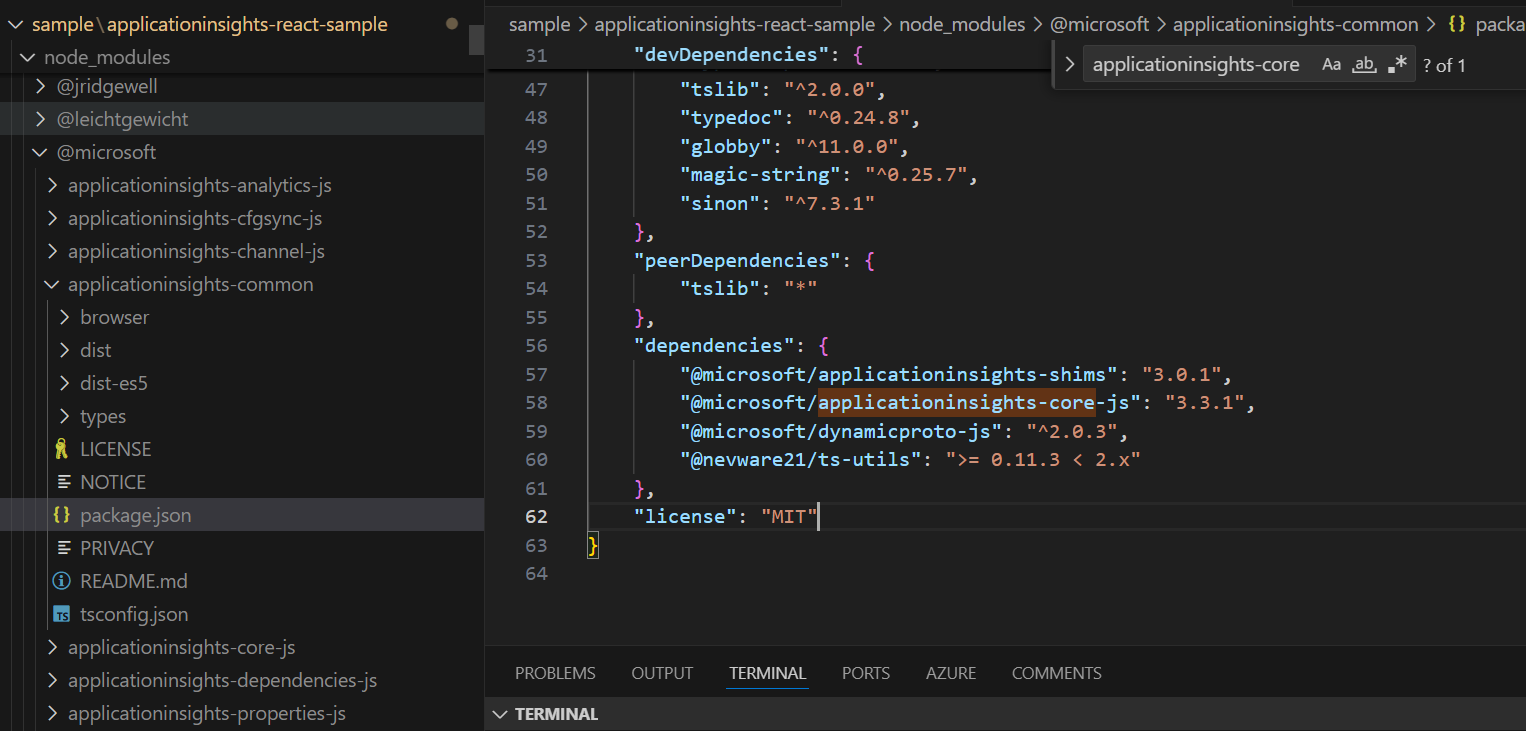 sample\applicationinsights-react-sample
node_modules
@jridgewell
@leichtgewicht
@microsoft
applicationinsights-analytics-js
applicationinsights-cfgsync-js
applicationinsights-channel-js
applicationinsights-common
browser
dist
dist-es5
types
LICENSE
NOTICE
{} package.json
PRIVACY
README.md
TS tsconfig.json
applicationinsights-core-js
applicationinsights-dependencies-js
applicationinsights-properties-js
sample > applicationinsights-react-sample > node_modules > @microsoft > applicationinsights-common > {} packa
applicationinsights-core Aa ab .* ? of 1
31 "devDependencies": {
47 "tslib": "^2.0.0",
48 "typedoc": "^0.24.8",
49 "globby": "^11.0.0",
50 "magic-string": "^0.25.7",
51 "sinon": "^7.3.1"
52 },
53 "peerDependencies": {
54 "tslib": "*"
55 },
56 "dependencies": {
57 "@microsoft/applicationinsights-shims": "3.0.1",
58 "@microsoft/applicationinsights-core-js": "3.3.1",
59 "@microsoft/dynamicproto-js": "^2.0.3",
60 "@nevware21/ts-utils": ">= 0.11.3 < 2.x"
61 },
62 "license": "MIT"
63 }
64
PROBLEMS OUTPUT TERMINAL PORTS AZURE COMMENTS
TERMINAL